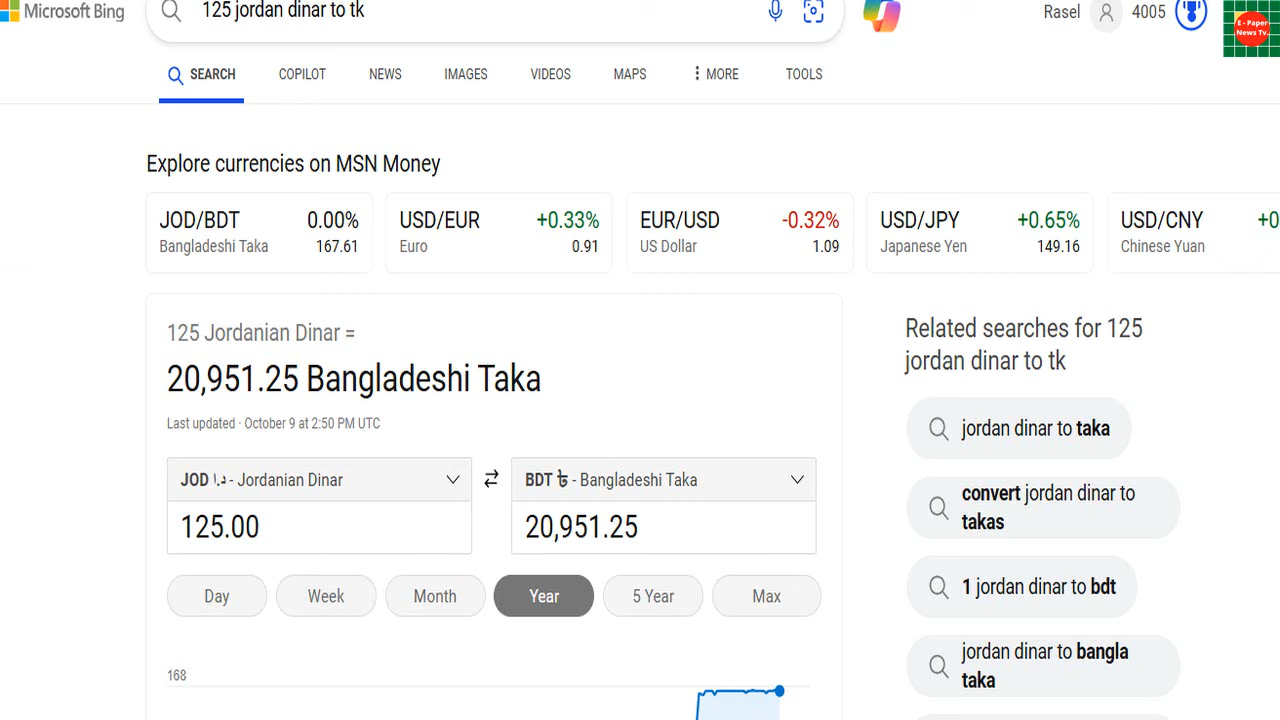 Microsoft Bing
125 jordan dinar to tk
Rasel
4005
E - Paper
News Tv.
SEARCH
COPILOT
NEWS
IMAGES
VIDEOS
MAPS
MORE
TOOLS
Explore currencies on MSN Money
JOD/BDT 0.00%
Bangladeshi Taka 167.61
USD/EUR +0.33%
Euro 0.91
EUR/USD -0.32%
US Dollar 1.09
USD/JPY +0.65%
Japanese Yen 149.16
USD/CNY +0
Chinese Yuan
125 Jordanian Dinar =
20,951.25 Bangladeshi Taka
Last updated · October 9 at 2:50 PM UTC
JOD د.ا - Jordanian Dinar
125.00
BDT ৳ - Bangladeshi Taka
20,951.25
Day
Week
Month
Year
5 Year
Max
168
Related searches for 125
jordan dinar to tk
jordan dinar to taka
convert jordan dinar to
takas
1 jordan dinar to bdt
jordan dinar to bangla
taka